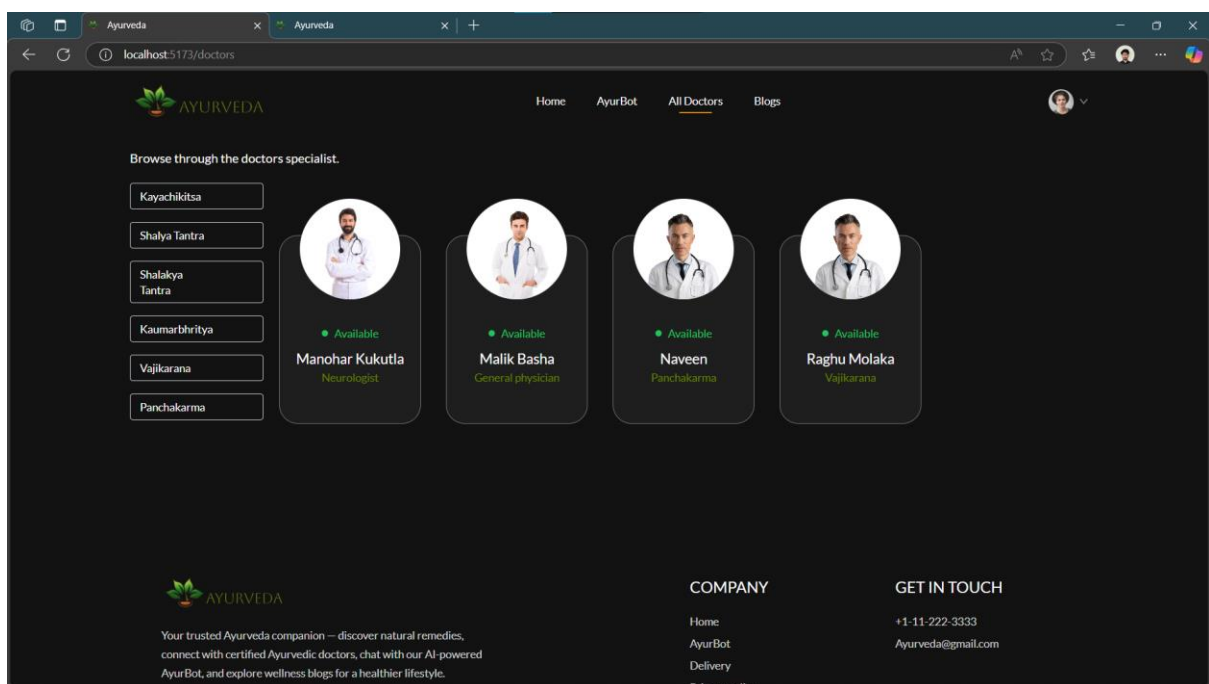 Ayurveda
Ayurveda
localhost:5173/doctors
AYURVEDA
Home AyurBot All Doctors Blogs
Browse through the doctors specialist.
Kayachikitsa
Shalya Tantra
Shalakya
Tantra
Kaumarbhritya
Vajikarana
Panchakarma
Available
Manohar Kukutla
Neurologist
Available
Malik Basha
General physician
Available
Naveen
Panchakarma
Available
Raghu Molaka
Vajikarana
AYURVEDA
Your trusted Ayurveda companion — discover natural remedies,
connect with certified Ayurvedic doctors, chat with our AI-powered
AyurBot, and explore wellness blogs for a healthier lifestyle.
COMPANY
Home
AyurBot
Delivery
GET IN TOUCH
+1-11-222-3333
Ayurveda@gmail.com